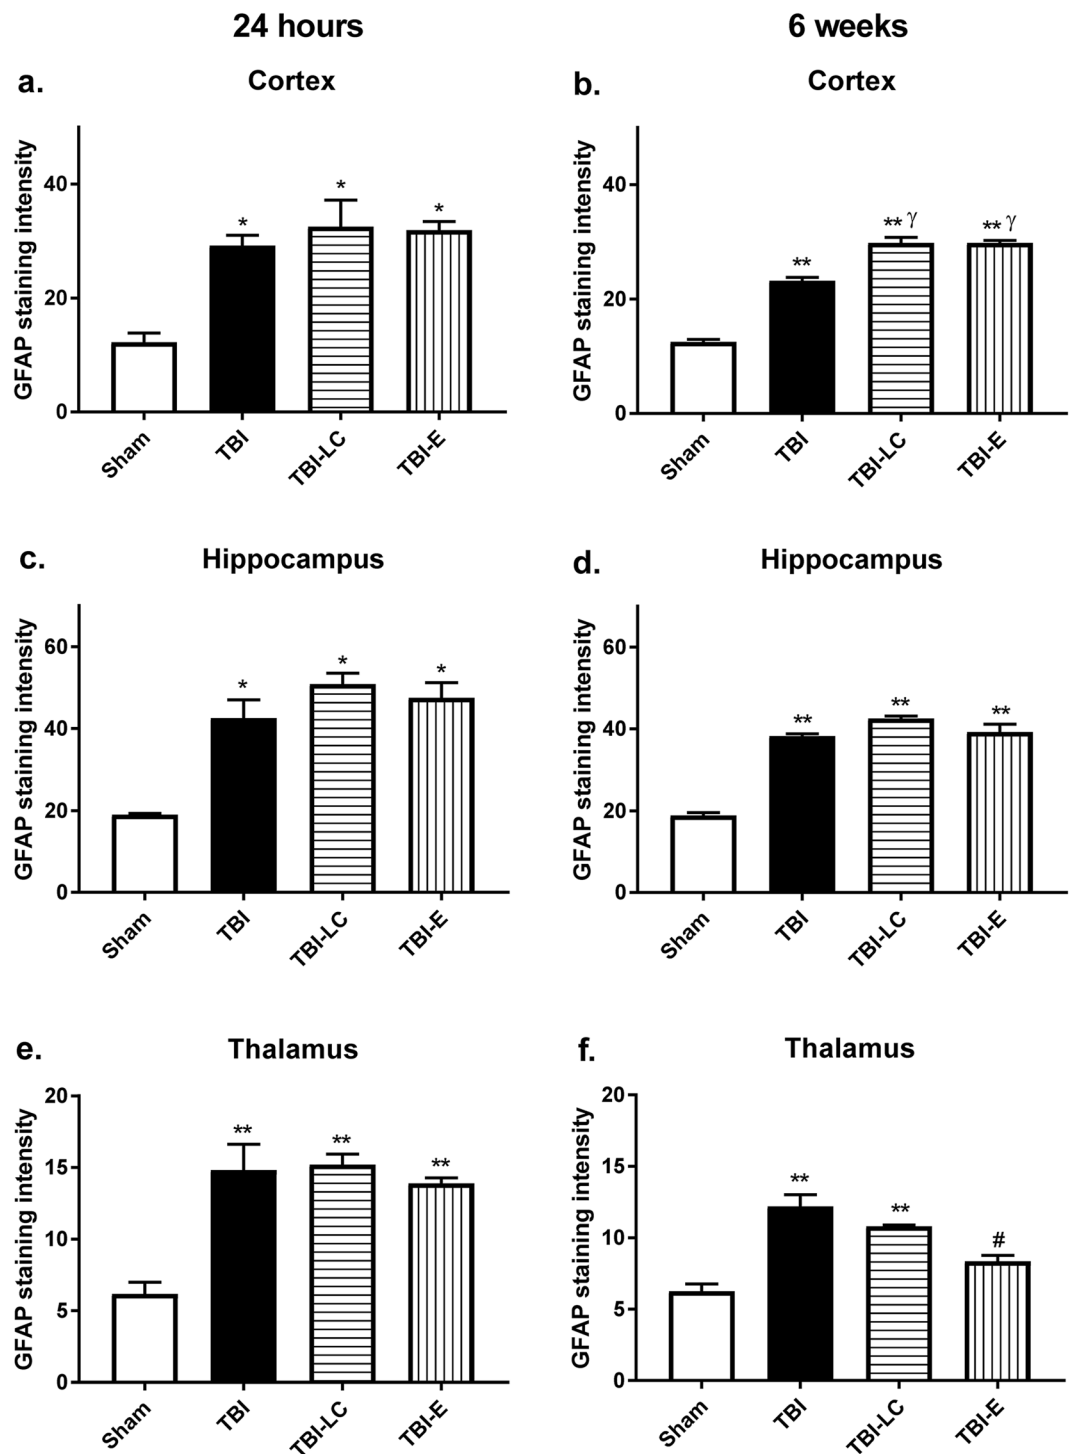 24 hours
6 weeks
a.
Cortex
GFAP staining intensity
40
20
0
*
*
*
Sham
TBI
TBI-LC
TBI-E
b.
Cortex
GFAP staining intensity
40
20
0
**
** γ
** γ
Sham
TBI
TBI-LC
TBI-E
c.
Hippocampus
GFAP staining intensity
60
40
20
0
*
*
*
Sham
TBI
TBI-LC
TBI-E
d.
Hippocampus
GFAP staining intensity
60
40
20
0
**
**
**
Sham
TBI
TBI-LC
TBI-E
e.
Thalamus
GFAP staining intensity
20
15
10
5
0
**
**
**
Sham
TBI
TBI-LC
TBI-E
f.
Thalamus
GFAP staining intensity
20
15
10
5
0
**
**
#
Sham
TBI
TBI-LC
TBI-E